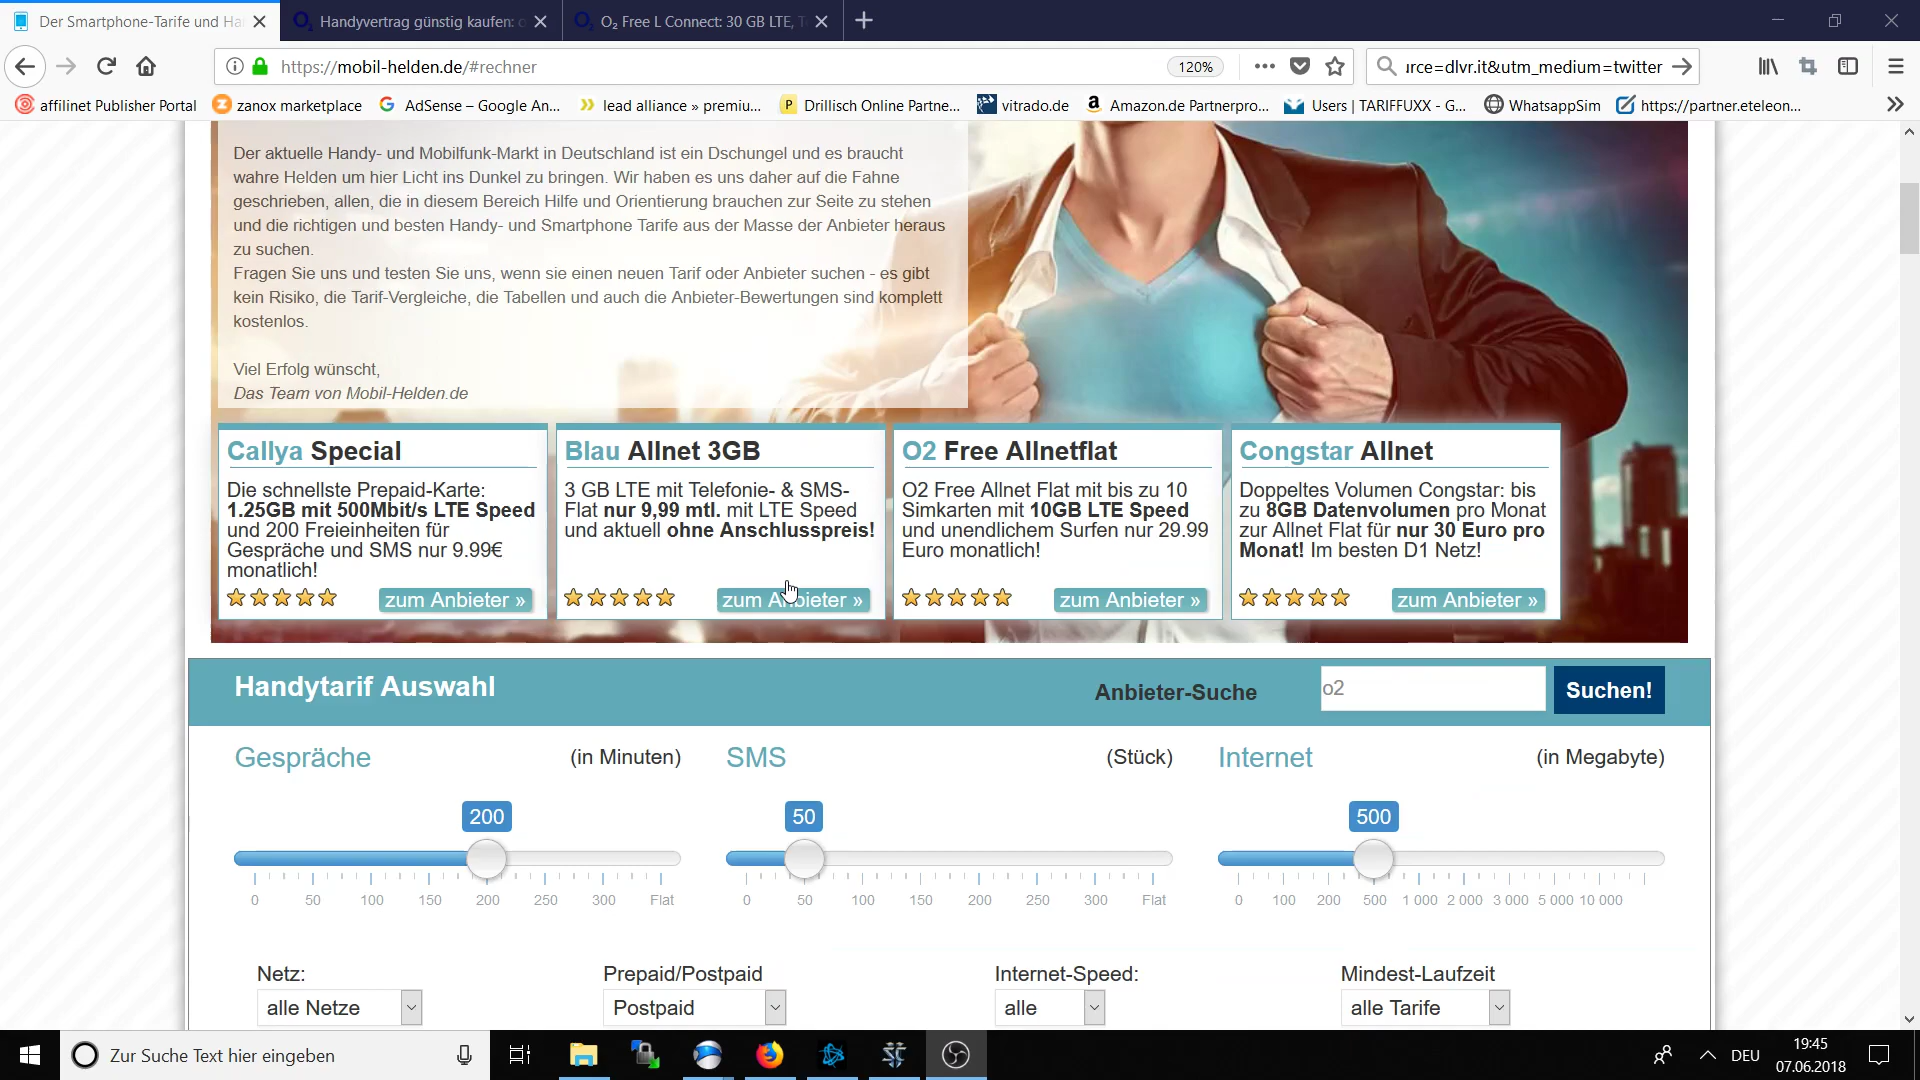 Der Smartphone-Tarife und Ha
Handyvertrag günstig kaufen: o
O₂ Free L Connect: 30 GB LTE, T
https://mobil-helden.de/#rechner
120%
ırce=dlvr.it&utm_medium=twitter
affilinet Publisher Portal
zanox marketplace
AdSense – Google An...
lead alliance » premiu...
Drillisch Online Partne...
vitrado.de
Amazon.de Partnerpro...
Users | TARIFFUXX - G...
WhatsappSim
https://partner.eteleon...
Der aktuelle Handy- und Mobilfunk-Markt in Deutschland ist ein Dschungel und es braucht
wahre Helden um hier Licht ins Dunkel zu bringen. Wir haben es uns daher auf die Fahne
geschrieben, allen, die in diesem Bereich Hilfe und Orientierung brauchen zur Seite zu stehen
und die richtigen und besten Handy- und Smartphone Tarife aus der Masse der Anbieter heraus
zu suchen.
Fragen Sie uns und testen Sie uns, wenn sie einen neuen Tarif oder Anbieter suchen - es gibt
kein Risiko, die Tarif-Vergleiche, die Tabellen und auch die Anbieter-Bewertungen sind komplett
kostenlos.
Viel Erfolg wünscht,
Das Team von Mobil-Helden.de
Callya Special
Die schnellste Prepaid-Karte:
1.25GB mit 500Mbit/s LTE Speed
und 200 Freieinheiten für
Gespräche und SMS nur 9.99€
monatlich!
zum Anbieter »
Blau Allnet 3GB
3 GB LTE mit Telefonie- & SMS-
Flat nur 9,99 mtl. mit LTE Speed
und aktuell ohne Anschlusspreis!
zum Anbieter »
O2 Free Allnetflat
O2 Free Allnet Flat mit bis zu 10
Simkarten mit 10GB LTE Speed
und unendlichem Surfen nur 29.99
Euro monatlich!
zum Anbieter »
Congstar Allnet
Doppeltes Volumen Congstar: bis
zu 8GB Datenvolumen pro Monat
zur Allnet Flat für nur 30 Euro pro
Monat! Im besten D1 Netz!
zum Anbieter »
Handytarif Auswahl
Anbieter-Suche
o2
Suchen!
Gespräche (in Minuten)
200
0 50 100 150 200 250 300 Flat
SMS (Stück)
50
0 50 100 150 200 250 300 Flat
Internet (in Megabyte)
500
0 100 200 500 1 000 2 000 3 000 5 000 10 000
Netz:
alle Netze
Prepaid/Postpaid
Postpaid
Internet-Speed:
alle
Mindest-Laufzeit
alle Tarife
Zur Suche Text hier eingeben
DEU
19:45
07.06.2018